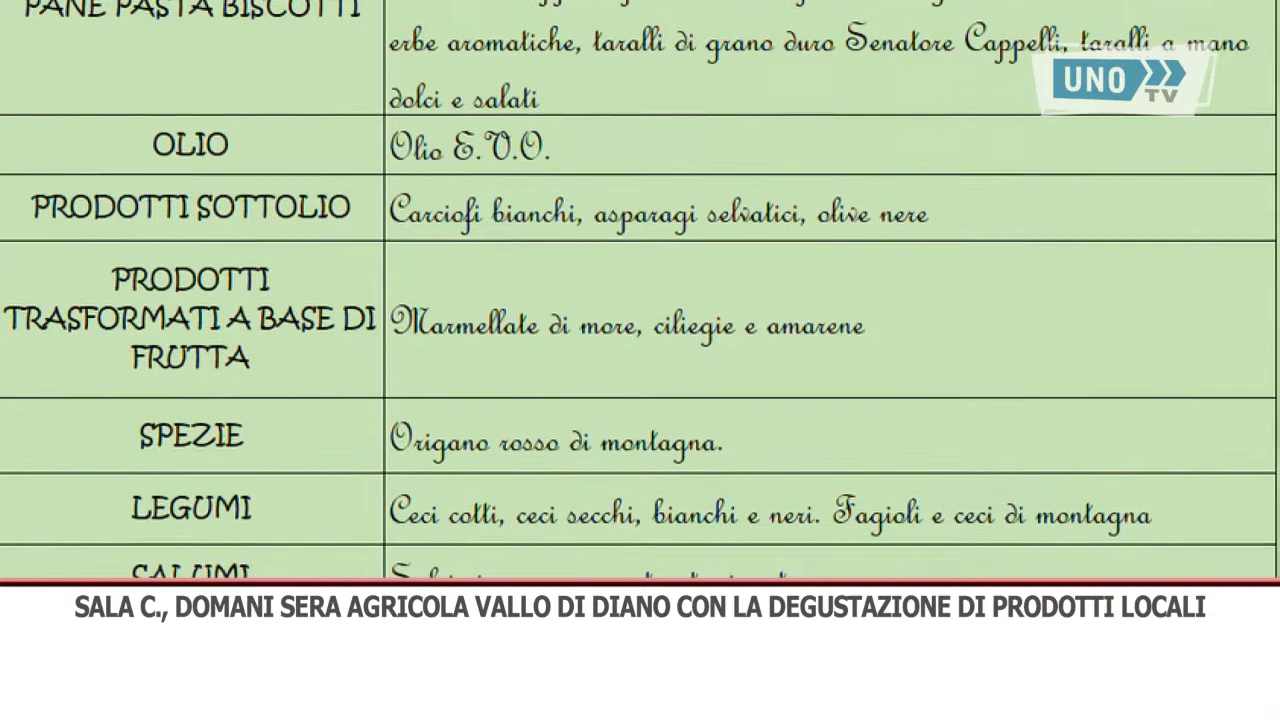 PANE PASTA BISCOTTI
erbe aromatiche, taralli di grano duro Senatore Cappelli, taralli a mano
dolci e salati
UNO
TV
OLIO
Olio E.V.O.
PRODOTTI SOTTOLIO
Carciofi bianchi, asparagi selvatici, olive nere
PRODOTTI
TRASFORMATI A BASE DI
FRUTTA
Marmellate di more, ciliegie e amarene
SPEZIE
Origano rosso di montagna.
LEGUMI
Ceci cotti, ceci secchi, bianchi e neri. Fagioli e ceci di montagna
SALUMI
SALA C., DOMANI SERA AGRICOLA VALLO DI DIANO CON LA DEGUSTAZIONE DI PRODOTTI LOCALI